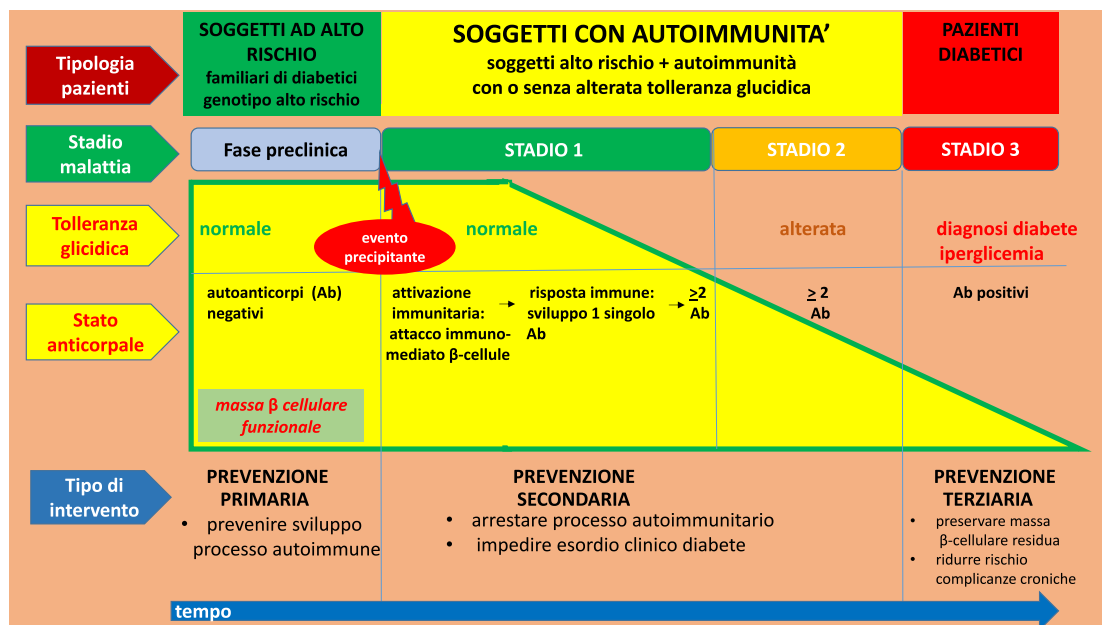 Tipologia
pazienti
SOGGETTI AD ALTO
RISCHIO
familiari di diabetici
genotipo alto rischio
SOGGETTI CON AUTOIMMUNITA’
soggetti alto rischio + autoimmunità
con o senza alterata tolleranza glucidica
PAZIENTI
DIABETICI
Stadio
malattia
Fase preclinica
STADIO 1
STADIO 2
STADIO 3
Tolleranza
glicidica
normale
evento
precipitante
normale
alterata
diagnosi diabete
iperglicemia
Stato
anticorpale
autoanticorpi (Ab)
negativi
attivazione
immunitaria:
attacco immuno-
mediato β-cellule
risposta immune:
sviluppo 1 singolo
Ab
≥2
Ab
≥ 2
Ab
Ab positivi
massa β cellulare
funzionale
Tipo di
intervento
PREVENZIONE
PRIMARIA
• prevenire sviluppo
processo autoimmune
PREVENZIONE
SECONDARIA
• arrestare processo autoimmunitario
• impedire esordio clinico diabete
PREVENZIONE
TERZIARIA
• preservare massa
β-cellulare residua
• ridurre rischio
complicanze croniche
tempo